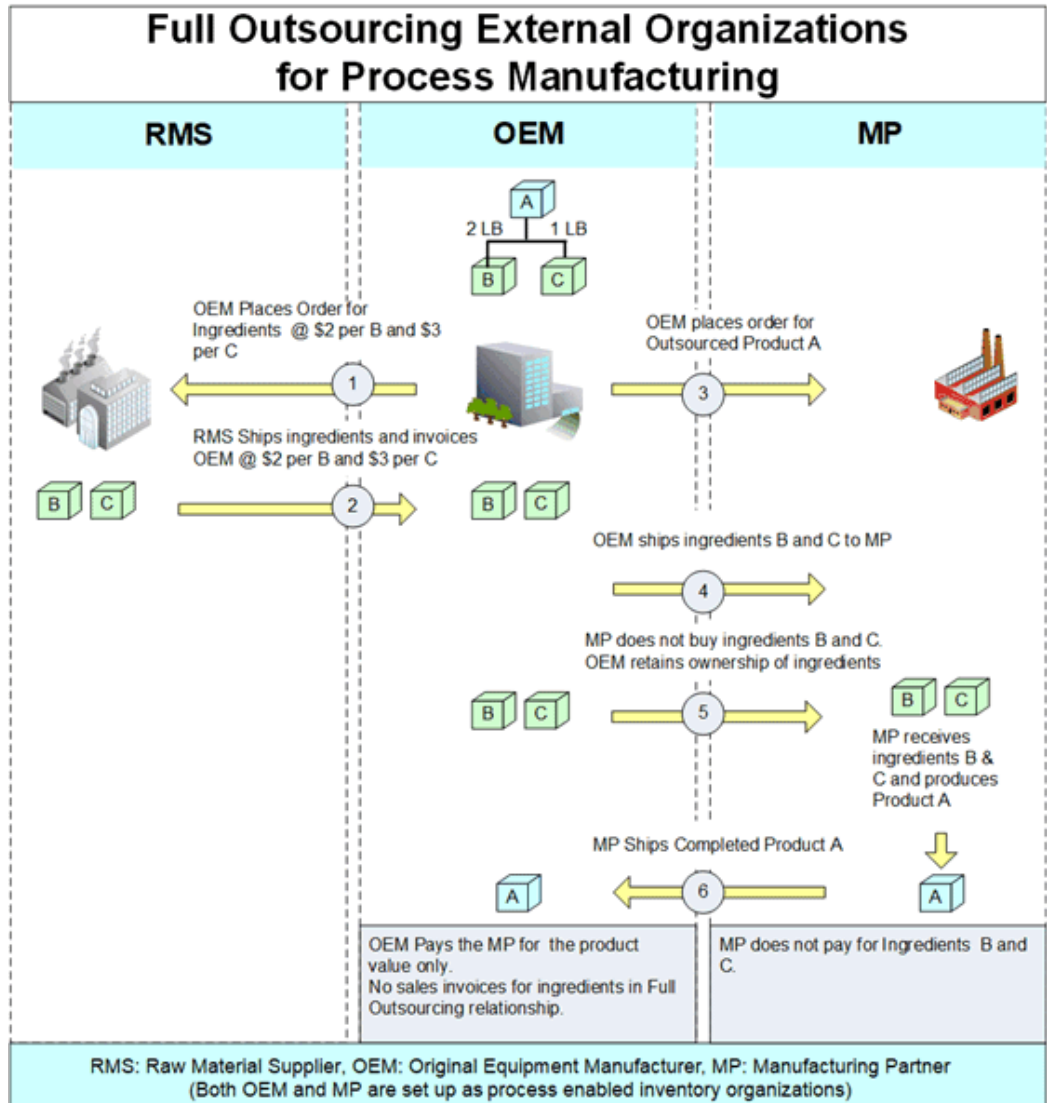 Full Outsourcing External Organizations
for Process Manufacturing
RMS
OEM
MP
A
2 LB
1 LB
B
C
OEM Places Order for
Ingredients @ $2 per B and $3
per C
1
OEM places order for
Outsourced Product A
3
RMS Ships ingredients and invoices
OEM @ $2 per B and $3 per C
B
C
2
B
C
OEM ships ingredients B and C to MP
4
MP does not buy ingredients B and C.
OEM retains ownership of ingredients
B
C
5
B
C
MP receives
ingredients B &
C and produces
Product A
MP Ships Completed Product A
A
6
A
OEM Pays the MP for the product
value only.
No sales invoices for ingredients in Full
Outsourcing relationship.
MP does not pay for Ingredients B and
C.
RMS: Raw Material Supplier, OEM: Original Equipment Manufacturer, MP: Manufacturing Partner
(Both OEM and MP are set up as process enabled inventory organizations)